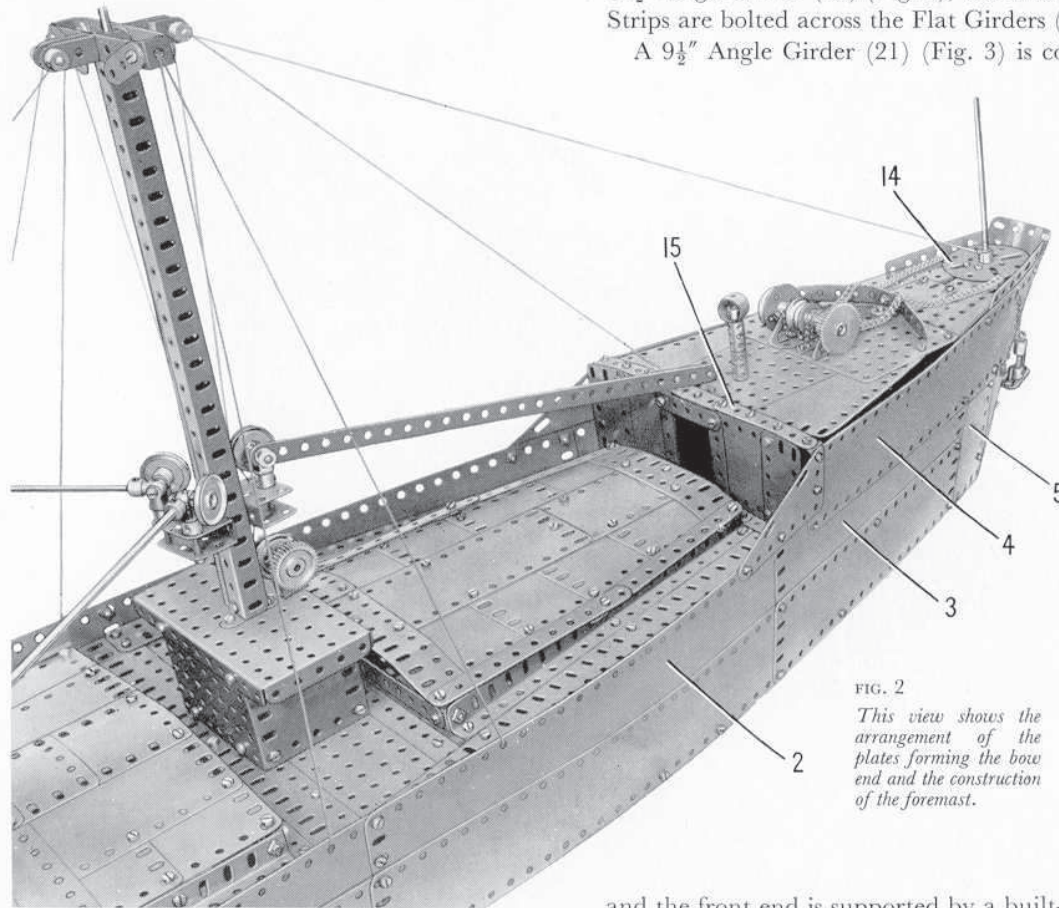 Strips are bolted across the Flat Girders (
A 9½″ Angle Girder (21) (Fig. 3) is co
14
15
5
4
3
2
FIG. 2
This view shows the
arrangement of the
plates forming the bow
end and the construction
of the foremast.
and the front end is supported by a built-